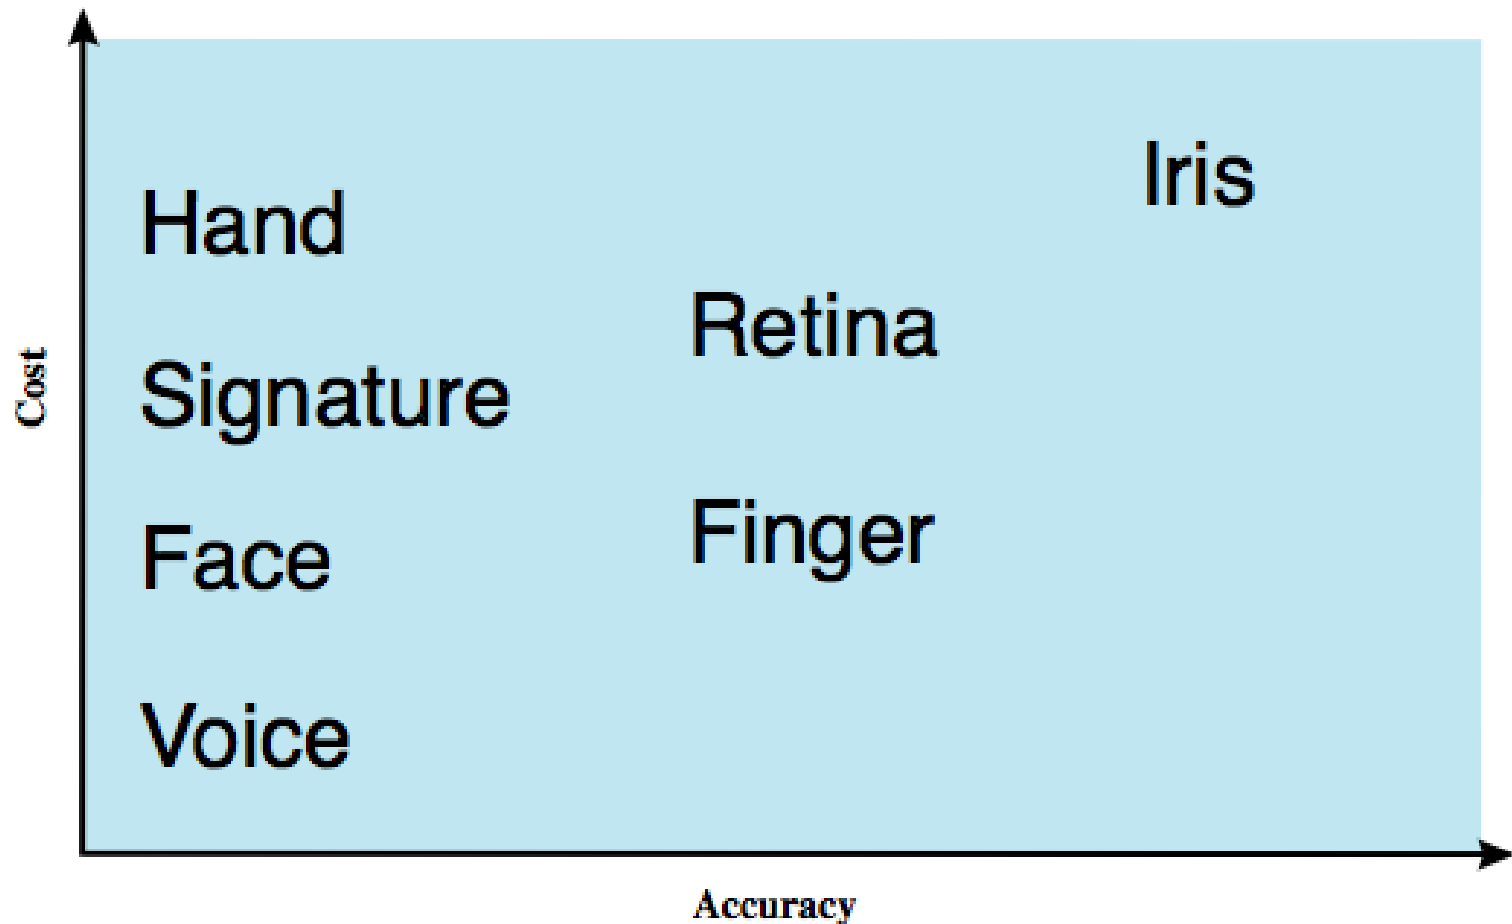 Iris
Hand
Retina
Signature
Finger
Face
Voice
Cost
Accuracy